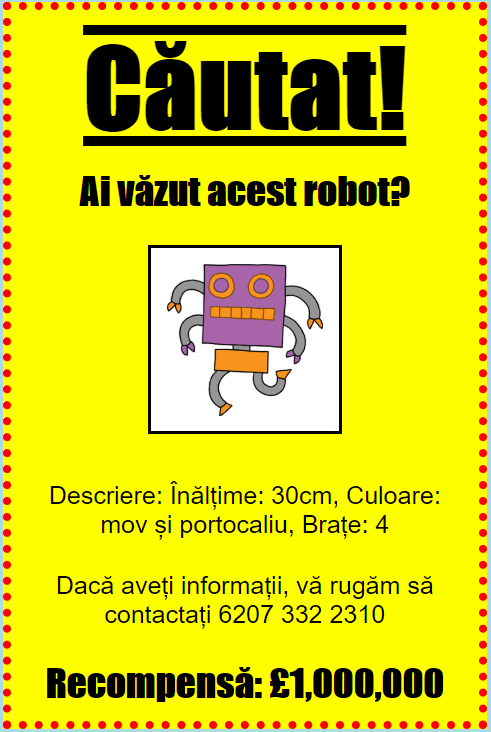 Căutat!
Ai văzut acest robot?
Descriere: Înălțime: 30cm, Culoare:
mov și portocaliu, Brațe: 4
Dacă aveți informații, vă rugăm să
contactați 6207 332 2310
Recompensă: £1,000,000